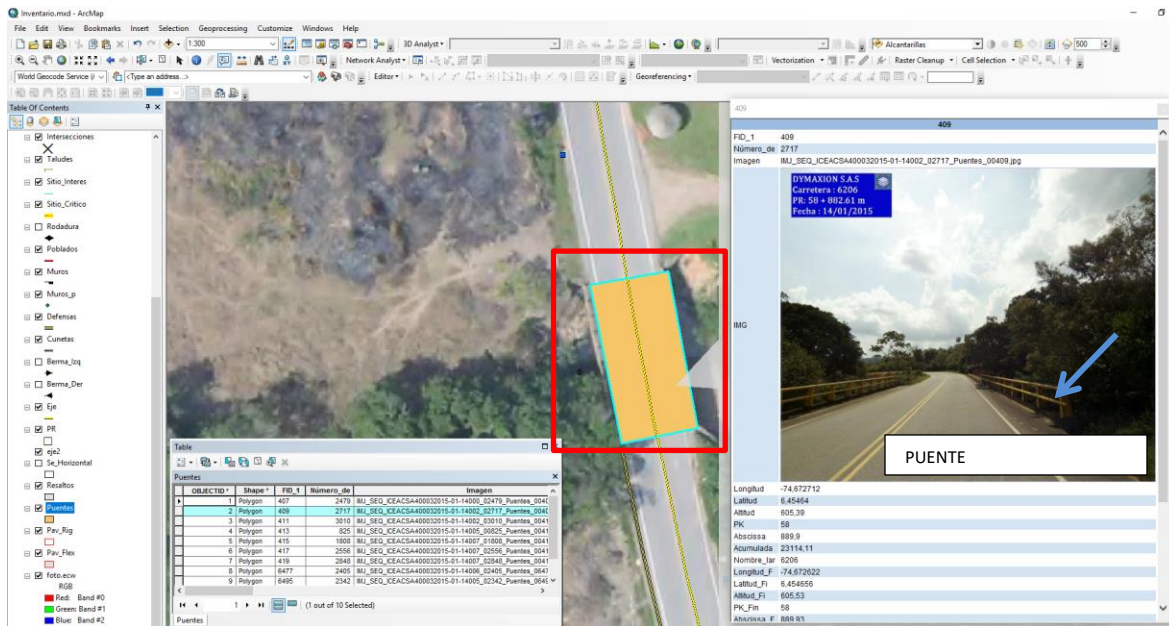 Inventario.mxd - ArcMap
File Edit View Bookmarks Insert Selection Geoprocessing Customize Windows Help
1:300 3D Analyst Alcantarillas 500
Network Analyst Vectorization Raster Cleanup Cell Selection
World Geocode Service ( <Type an address...> Editor Georeferencing
Table Of Contents
Intersecciones
Taludes
Sitio_Interes
Sitio_Critico
Rodadura
Poblados
Muros
Muros_p
Defensas
Cunetas
Berma_Izq
Berma_Der
Eje
PR
eje2
Se_Horizontal
Resaltos
Puentes
Pav_Rig
Pav_Flex
foto.ecw
RGB
Red: Band #0
Green: Band #1
Blue: Band #2
Table
Puentes
OBJECTID * Shape * FID_1 Número_de Imagen
1 Polygon 407 2479 IMJ_SEQ_ICEACSA400032015-01-14000_02479_Puentes_0040
2 Polygon 409 2717 IMJ_SEQ_ICEACSA400032015-01-14002_02717_Puentes_0040
3 Polygon 411 3010 IMJ_SEQ_ICEACSA400032015-01-14002_03010_Puentes_0041
4 Polygon 413 825 IMJ_SEQ_ICEACSA400032015-01-14005_00825_Puentes_0041
5 Polygon 415 1808 IMJ_SEQ_ICEACSA400032015-01-14007_01808_Puentes_0041
6 Polygon 417 2556 IMJ_SEQ_ICEACSA400032015-01-14007_02556_Puentes_0041
7 Polygon 419 2848 IMJ_SEQ_ICEACSA400032015-01-14007_02848_Puentes_0041
8 Polygon 6477 2405 IMJ_SEQ_ICEACSA400032015-01-14006_02405_Puentes_0647
9 Polygon 6495 2342 IMJ_SEQ_ICEACSA400032015-01-14005_02342_Puentes_0649
1 (1 out of 10 Selected)
Puentes
409
409
FID_1 409
Número_de 2717
Imagen IMJ_SEQ_ICEACSA400032015-01-14002_02717_Puentes_00409.jpg
DYMAXION S.A.S
Carretera : 6206
PR: 58 + 882.61 m
Fecha : 14/01/2015
IMG
PUENTE
Longitud -74,672712
Latitud 6,45464
Altitud 605,39
PK 58
Abscissa 889,9
Acumulada 23114,11
Nombre_lar 6206
Longitud_F -74,672622
Latitud_Fi 6,454656
Altitud_Fi 605,53
PK_Fin 58
Abscissa_F 889,93